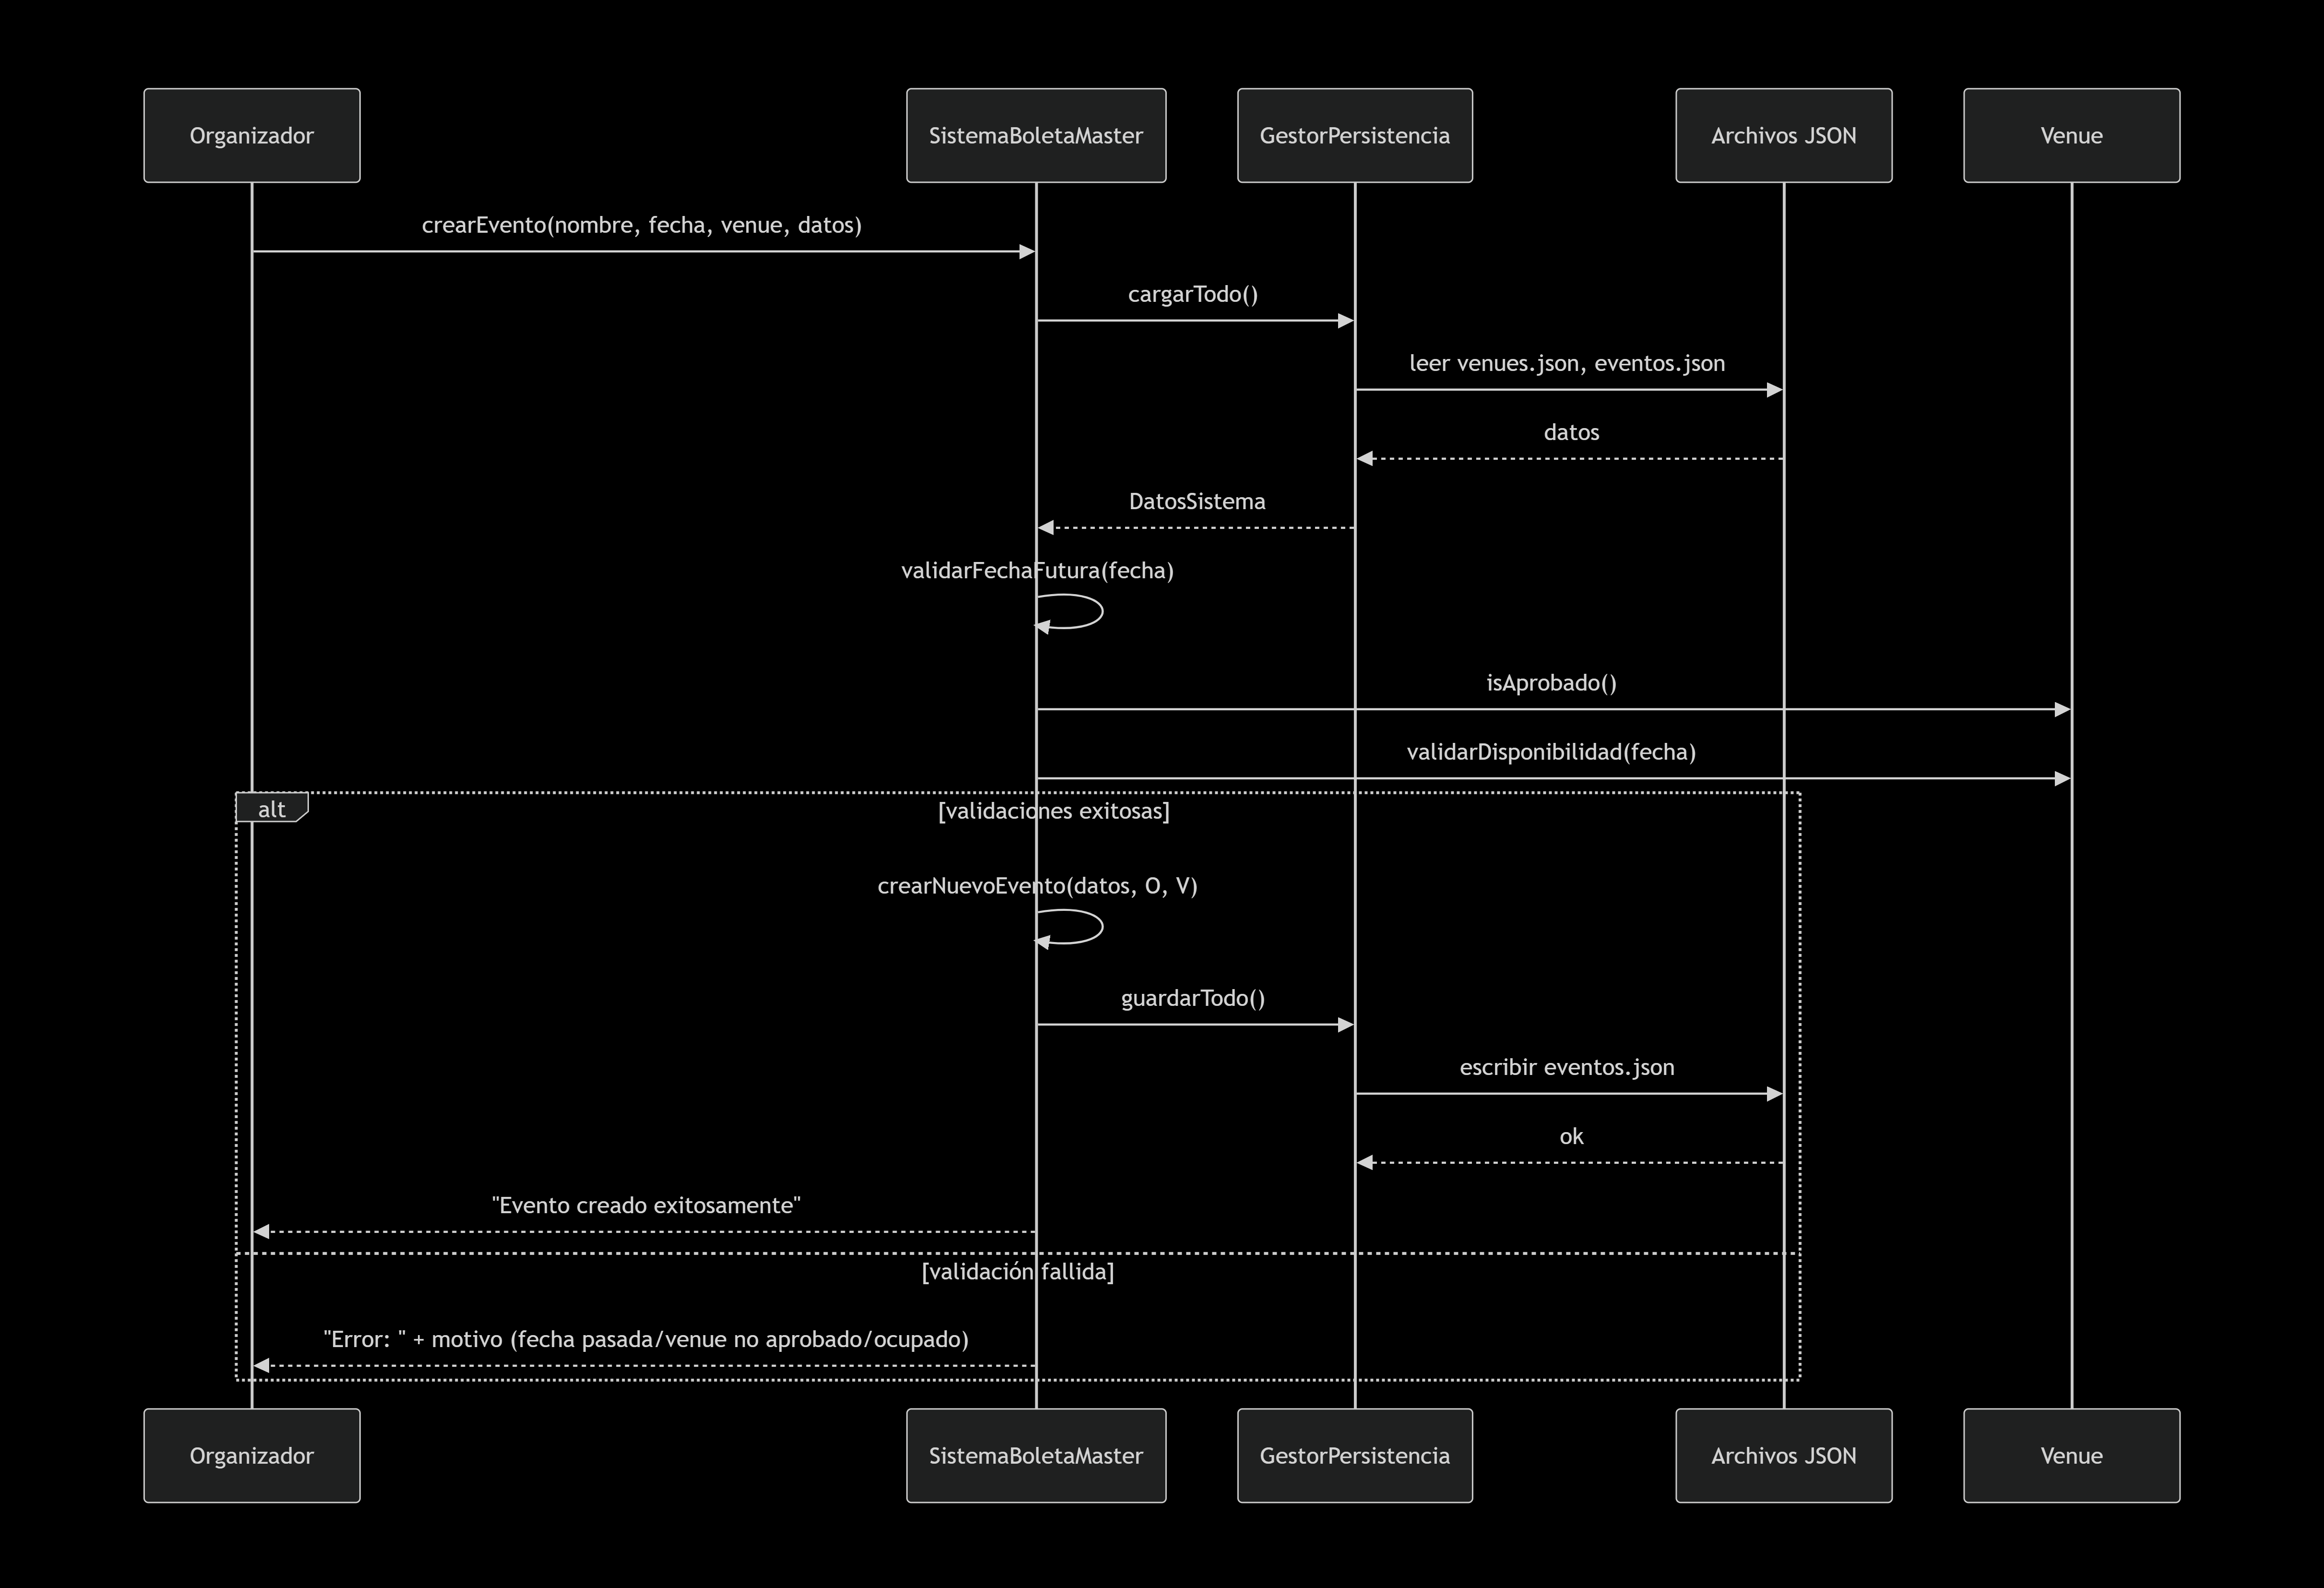 Organizador
SistemaBoletaMaster
GestorPersistencia
Archivos JSON
Venue
crearEvento(nombre, fecha, venue, datos)
cargarTodo()
leer venues.json, eventos.json
datos
DatosSistema
validarFechaFutura(fecha)
isAprobado()
validarDisponibilidad(fecha)
alt
[validaciones exitosas]
crearNuevoEvento(datos, O, V)
guardarTodo()
escribir eventos.json
ok
"Evento creado exitosamente"
[validación fallida]
"Error: " + motivo (fecha pasada/venue no aprobado/ocupado)
Organizador
SistemaBoletaMaster
GestorPersistencia
Archivos JSON
Venue